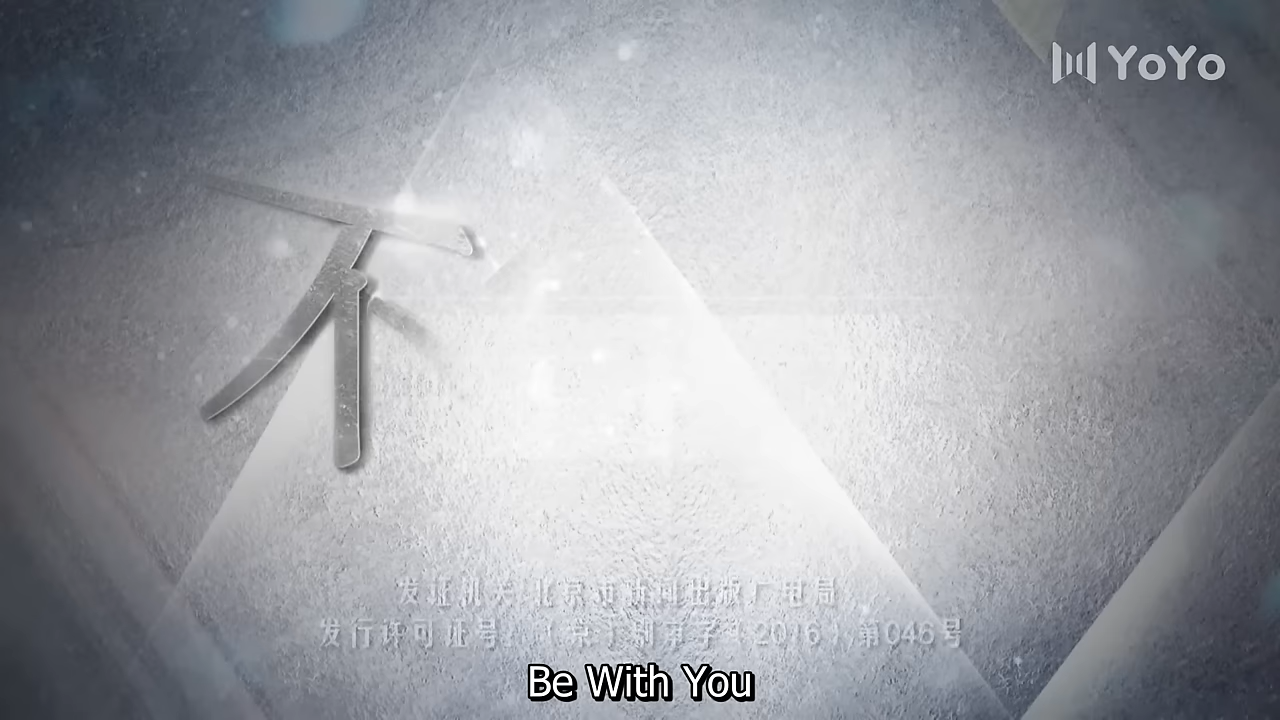 YoYo
不
发证机关:北京市新闻出版广电局
发行许可证号:(京)剧审字(2016)第046号
Be With You